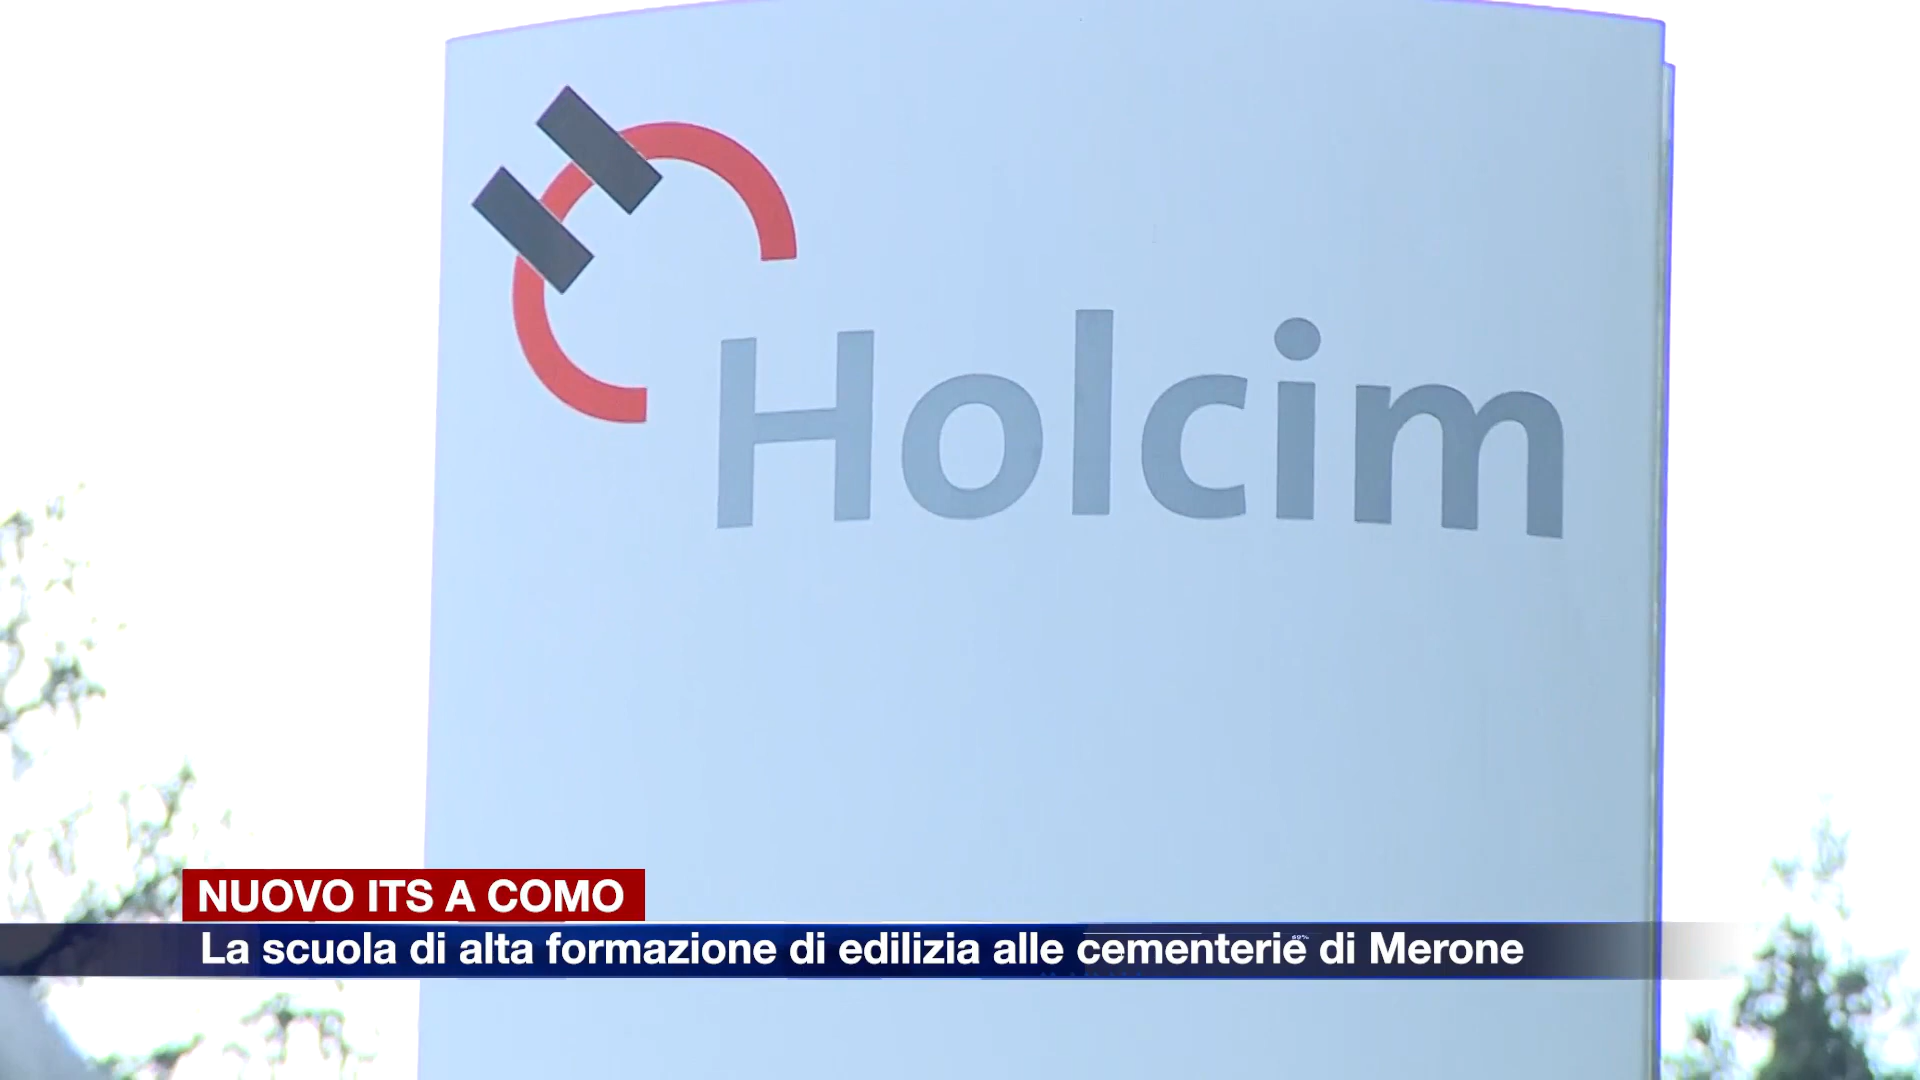 Holcim
NUOVO ITS A COMO
La scuola di alta formazione di edilizia alle cementerie di Merone